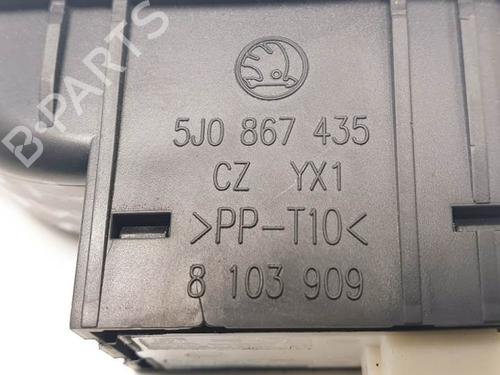 5J0 867 435
CZ YX1
>PP-T10<
8 103 909
B-PARTS